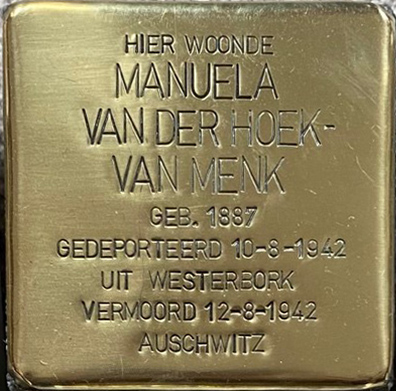 HIER WOONDE
MANUELA
VAN DER HOEK-
VAN MENK
GEB. 1887
GEDEPORTEERD 10-8-1942
UIT WESTERBORK
VERMOORD 12-8-1942
AUSCHWITZ